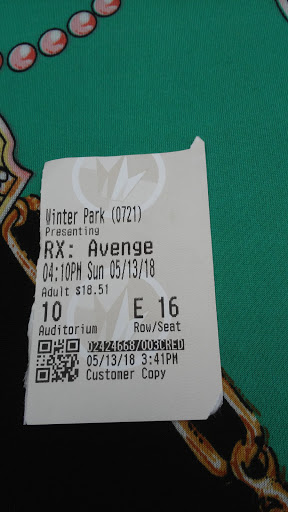 Winter Park (0721)
Presenting
RX: Avenge
04:10PM Sun 05/13/18
Adult $18.51
10 E 16
Auditorium Row/Seat
02424668/003CRED
05/13/18 3:41PM
Customer Copy